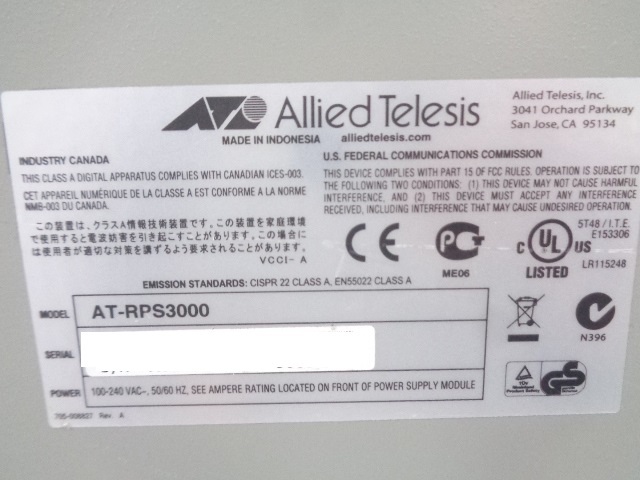 Allied Telesis
MADE IN INDONESIA alliedtelesis.com
Allied Telesis, Inc.
3041 Orchard Parkway
San Jose, CA 95134
INDUSTRY CANADA
THIS CLASS A DIGITAL APPARATUS COMPLIES WITH CANADIAN ICES-003.
CET APPAREIL NUMÉRIQUE DE LA CLASSE A EST CONFORME A LA NORME
NMB-003 DU CANADA.
U.S. FEDERAL COMMUNICATIONS COMMISSION
THIS DEVICE COMPLIES WITH PART 15 OF FCC RULES. OPERATION IS SUBJECT TO
THE FOLLOWING TWO CONDITIONS: (1) THIS DEVICE MAY NOT CAUSE HARMFUL
INTERFERENCE, AND (2) THIS DEVICE MUST ACCEPT ANY INTERFERENCE
RECEIVED, INCLUDING INTERFERENCE THAT MAY CAUSE UNDESIRED OPERATION.
この装置は、クラスA情報技術装置です。この装置を家庭環境
で使用すると電波妨害を引き起こすことがあります。この場合に
は使用者が適切な対策を講ずるよう要求されることがあります。
VCCI-A
CE
PC
ME06
C UL US
LISTED
5T48 / I.T.E.
E153306
LR115248
EMISSION STANDARDS: CISPR 22 CLASS A, EN55022 CLASS A
MODEL AT-RPS3000
SERIAL
POWER 100-240 VAC~, 50/60 HZ, SEE AMPERE RATING LOCATED ON FRONT OF POWER SUPPLY MODULE
N396
TÜV
Rheinland
Product Safety
GS
Rev A